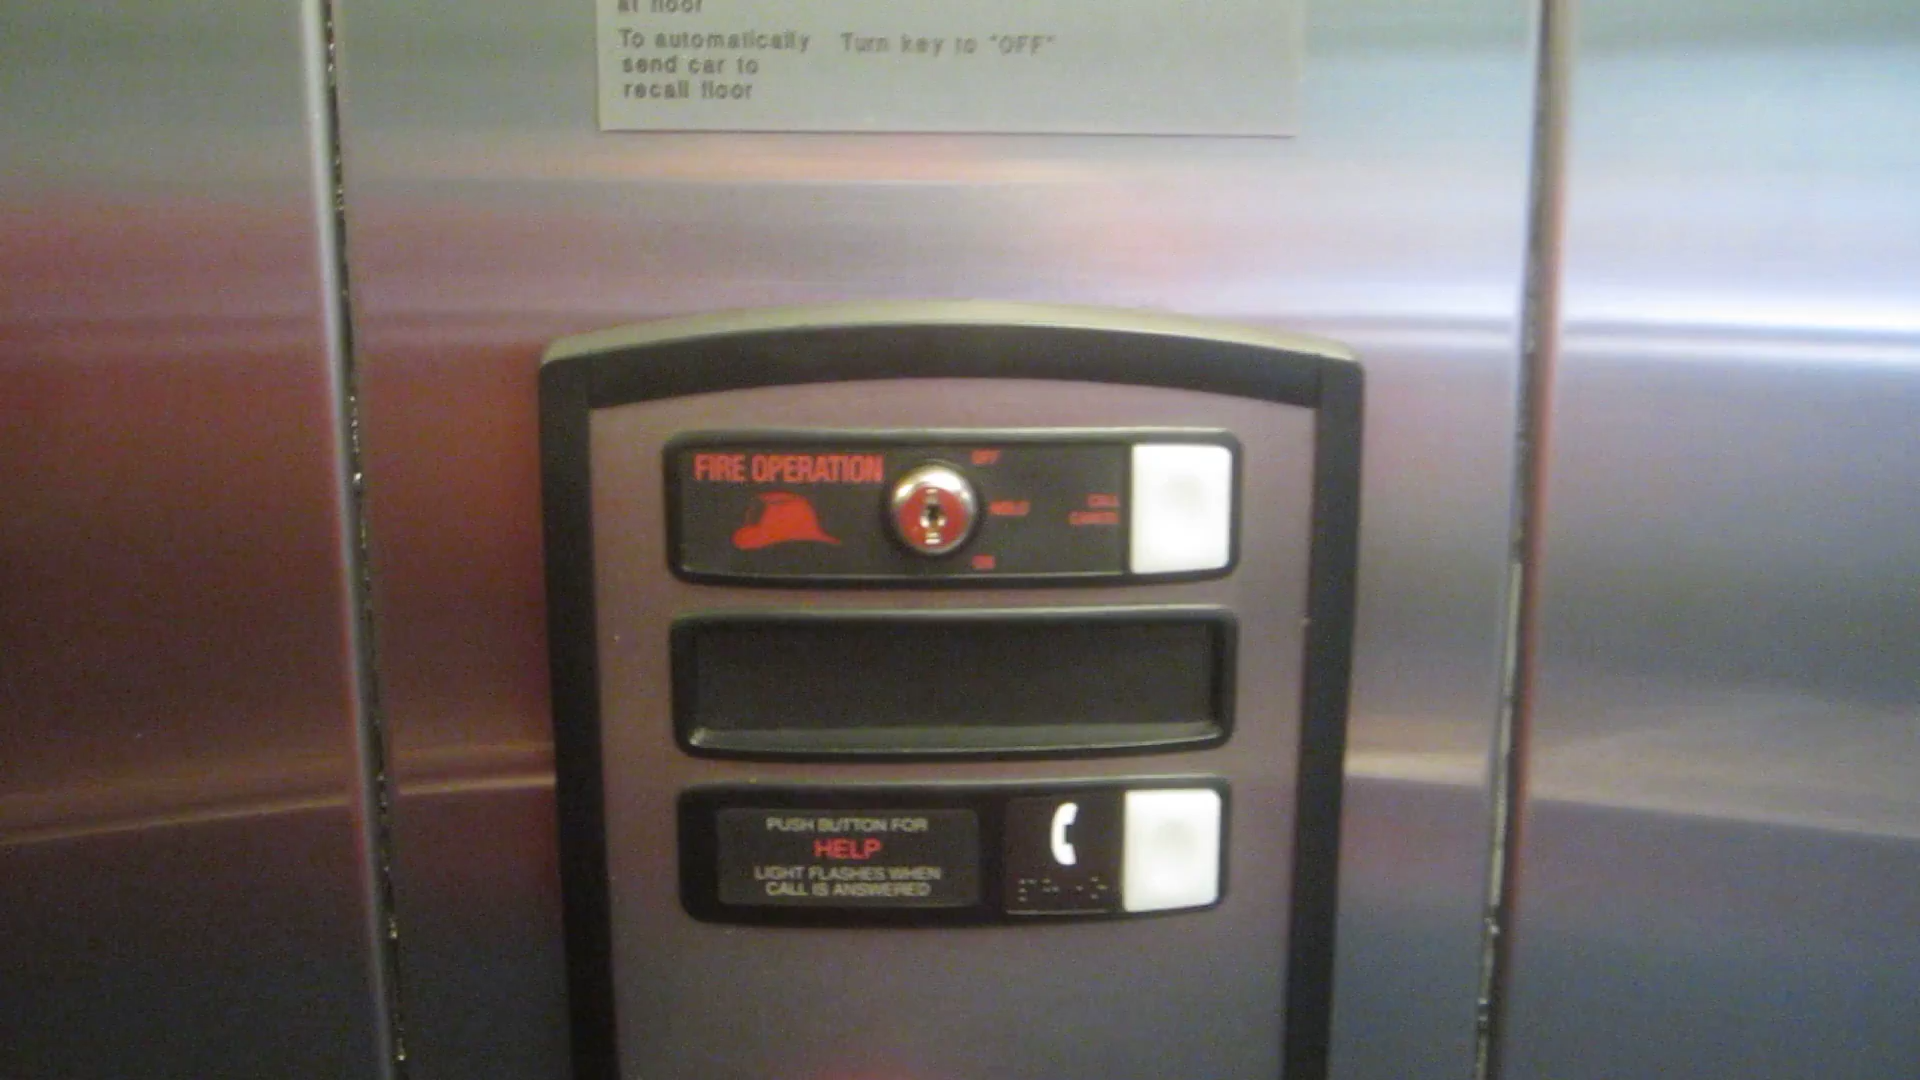 at floor
To automatically Turn key to "OFF"
send car to
recall floor
FIRE OPERATION
OFF
HOLD
CALL
CANCEL
ON
PUSH BUTTON FOR
HELP
LIGHT FLASHES WHEN
CALL IS ANSWERED